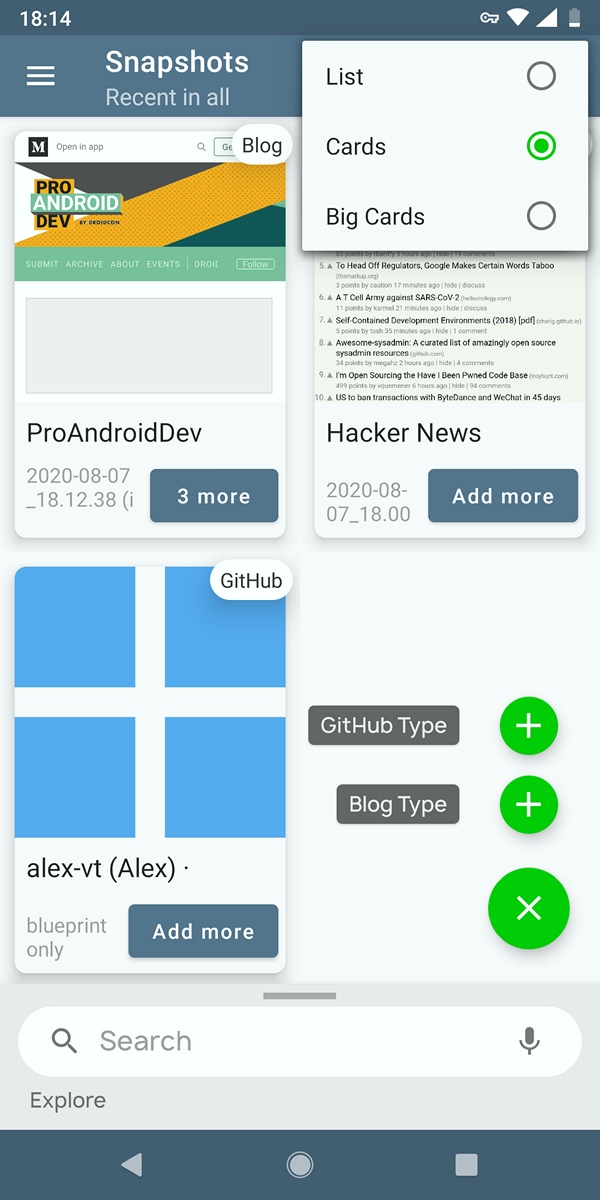 18:14
Snapshots
Recent in all
List
Cards
Big Cards
M Open in app
Ge
Blog
PRO
ANDROID
DEV BY DROIDCON
SUBMIT ARCHIVE ABOUT EVENTS DROID Follow
ProAndroidDev
2020-08-07
_18.12.38 (i
3 more
5. To Head Off Regulators, Google Makes Certain Words Taboo
(themarkup.org)
3 points by caution 17 minutes ago | hide | discuss
6. A T Cell Army against SARS-CoV-2 (hellovirology.com)
11 points by karmel 21 minutes ago | hide | discuss
7. Self-Contained Development Environments (2018) [pdf] (charig.github.io)
5 points by tosh 35 minutes ago | hide | 1 comment
8. Awesome-sysadmin: A curated list of amazingly open source
sysadmin resources (github.com)
34 points by megahz 2 hours ago | hide | 4 comments
9. I'm Open Sourcing the Have I Been Pwned Code Base (troyhunt.com)
499 points by vquemener 6 hours ago | hide | 94 comments
10. US to ban transactions with ByteDance and WeChat in 45 days
Hacker News
2020-08-
07_18.00
Add more
GitHub
alex-vt (Alex) ·
blueprint
only
Add more
GitHub Type
Blog Type
Search
Explore